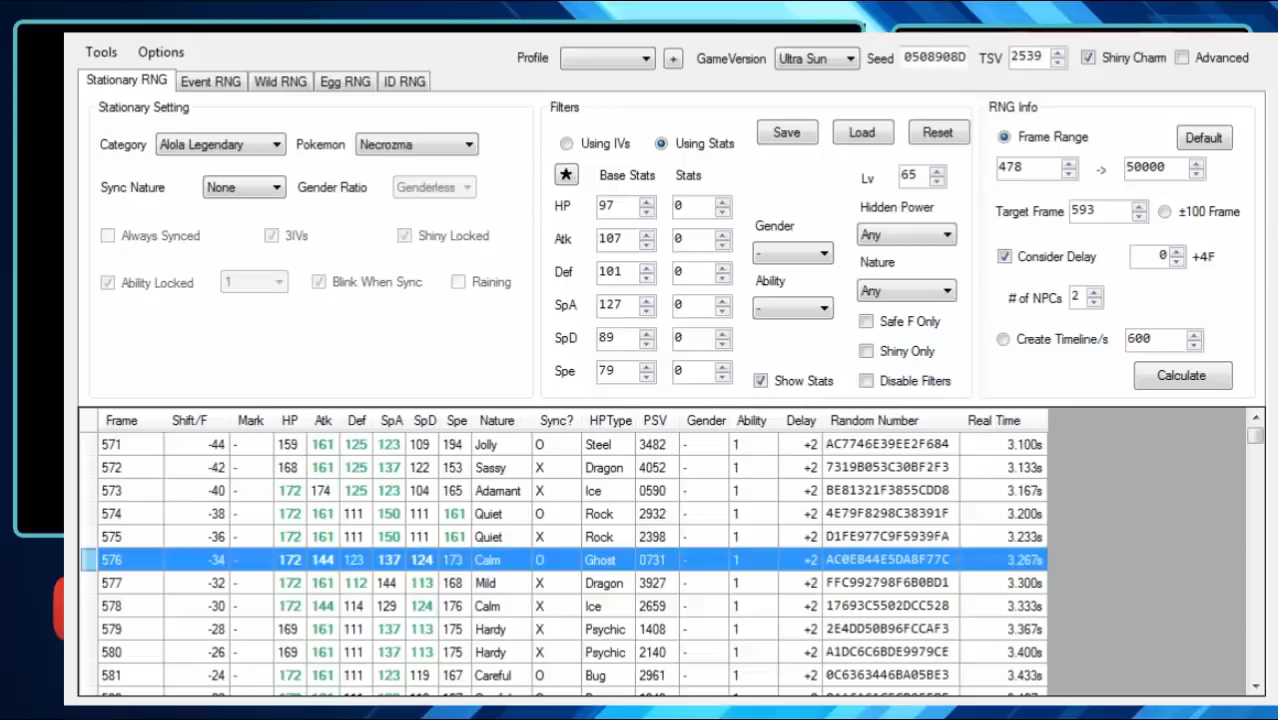 Tools Options
Profile + GameVersion Ultra Sun Seed 0508908D TSV 2539 Shiny Charm Advanced
Stationary RNG Event RNG Wild RNG Egg RNG ID RNG
Stationary Setting
Category Alola Legendary Pokemon Necrozma
Sync Nature None Gender Ratio Genderless
Always Synced 3IVs Shiny Locked
Ability Locked 1 Blink When Sync Raining
Filters
Using IVs Using Stats Save Load Reset
★ Base Stats Stats Lv 65
HP 97 0
Atk 107 0
Def 101 0
SpA 127 0
SpD 89 0
Spe 79 0
Gender
-
Ability
-
Show Stats
Hidden Power
Any
Nature
Any
Safe F Only
Shiny Only
Disable Filters
RNG Info
Frame Range Default
478 -> 50000
Target Frame 593 ±100 Frame
Consider Delay 0 +4F
# of NPCs 2
Create Timeline/s 600
Calculate
Frame Shift/F Mark HP Atk Def SpA SpD Spe Nature Sync? HPType PSV Gender Ability Delay Random Number Real Time
571 -44 - 159 161 125 123 109 194 Jolly O Steel 3482 - 1 +2 AC7746E39EE2F684 3.100s
572 -42 - 168 161 125 137 122 153 Sassy X Dragon 4052 - 1 +2 7319B053C30BF2F3 3.133s
573 -40 - 172 174 125 123 104 165 Adamant X Ice 0590 - 1 +2 BE81321F3855CDD8 3.167s
574 -38 - 172 161 111 150 111 161 Quiet O Rock 2932 - 1 +2 4E79F8298C38391F 3.200s
575 -36 - 172 161 111 150 111 161 Quiet X Rock 2398 - 1 +2 D1FE977C9F5939FA 3.233s
576 -34 - 172 144 123 137 124 173 Calm O Ghost 0731 - 1 +2 AC0E844E5DA8F77C 3.267s
577 -32 - 172 161 112 144 113 168 Mild X Dragon 3927 - 1 +2 FFC992798F6B0BD1 3.300s
578 -30 - 172 144 114 129 124 176 Calm X Ice 2659 - 1 +2 17693C5502DCC528 3.333s
579 -28 - 169 161 111 137 113 175 Hardy X Psychic 1408 - 1 +2 2E4DD50B96FCCAF3 3.367s
580 -26 - 169 161 111 137 113 175 Hardy X Psychic 2140 - 1 +2 A1DC6C6BDE9979CE 3.400s
581 -24 - 172 161 111 123 119 167 Careful O Bug 2961 - 1 +2 0C6363446BA05BE3 3.433s